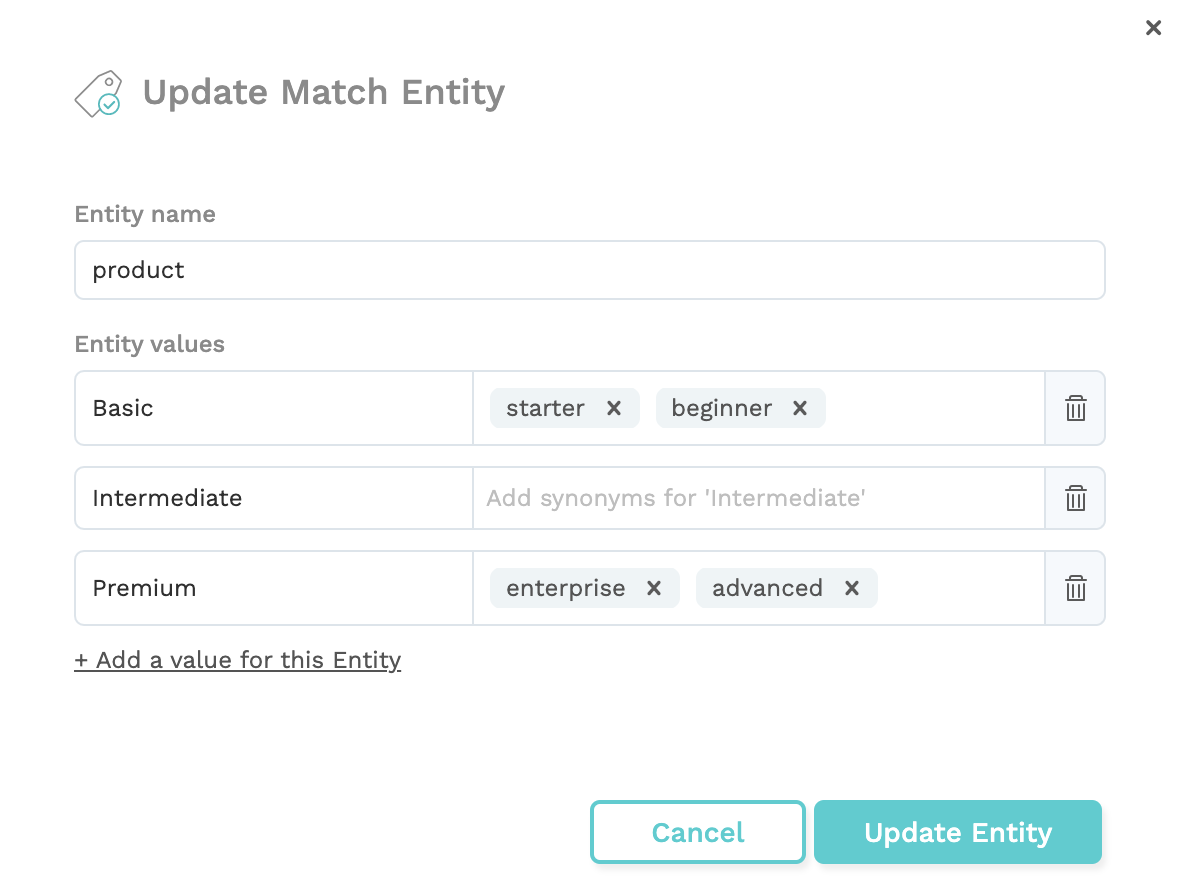 Update Match Entity
Entity name
product
Entity values
Basic starter beginner
Intermediate Add synonyms for 'Intermediate'
Premium enterprise advanced
+ Add a value for this Entity
Cancel Update Entity